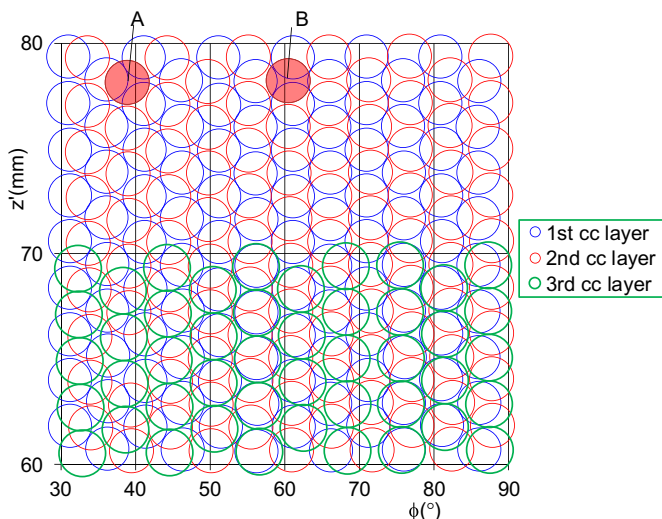 A B
80
70
60
z'(mm)
30 40 50 60 70 80 90
ϕ(°)
1st cc layer
2nd cc layer
3rd cc layer